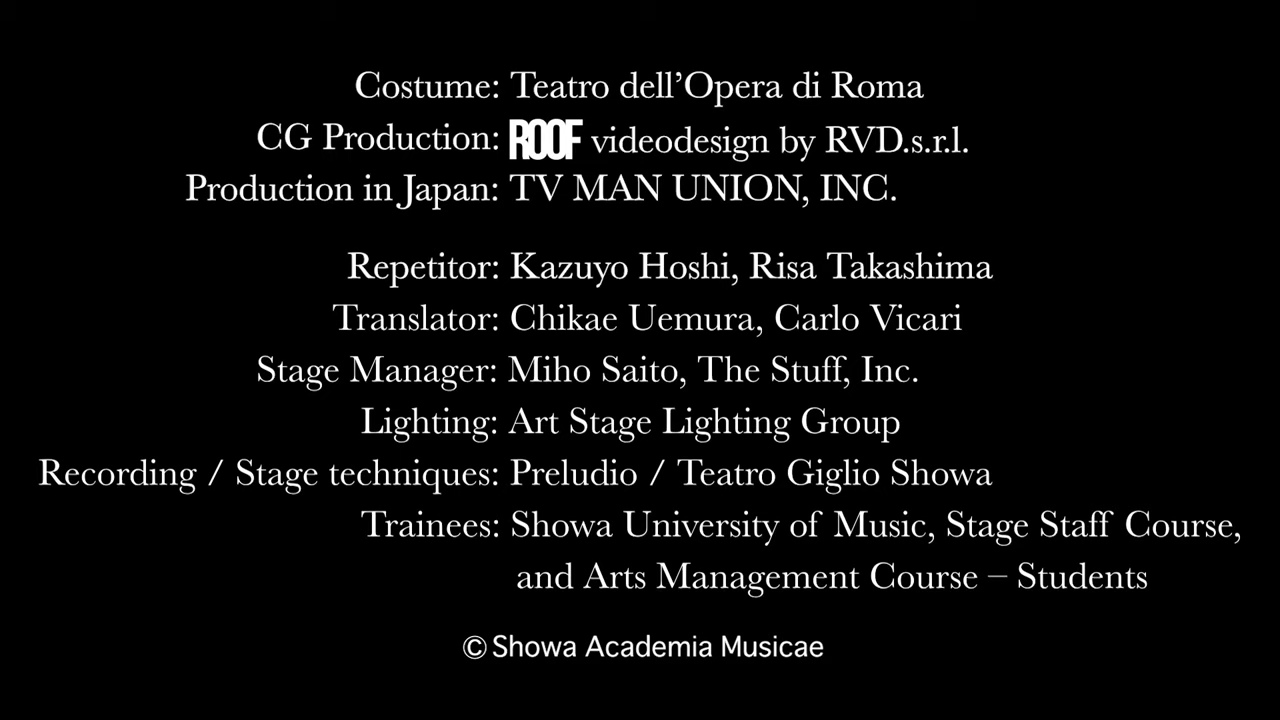 Costume: Teatro dell’Opera di Roma
CG Production: ROOF videodesign by RVD.s.r.l.
Production in Japan: TV MAN UNION, INC.
Repetitor: Kazuyo Hoshi, Risa Takashima
Translator: Chikae Uemura, Carlo Vicari
Stage Manager: Miho Saito, The Stuff, Inc.
Lighting: Art Stage Lighting Group
Recording / Stage techniques: Preludio / Teatro Giglio Showa
Trainees: Showa University of Music, Stage Staff Course,
and Arts Management Course – Students
© Showa Academia Musicae